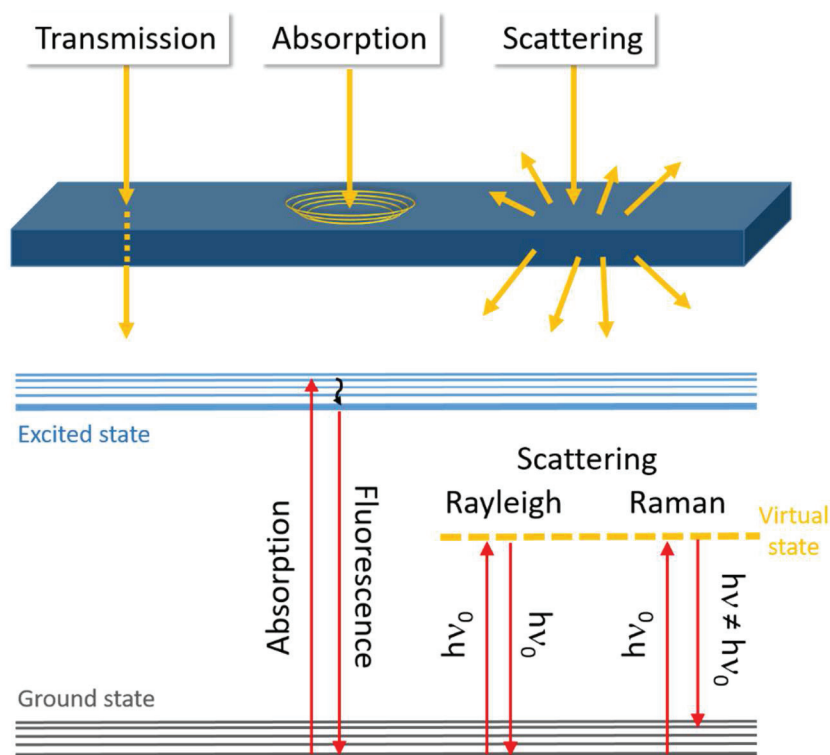 Transmission
Absorption
Scattering
Excited state
Absorption
Fluorescence
Scattering
Rayleigh
Raman
Virtual
state
hν₀
hν₀
hν₀
hν ≠ hν₀
Ground state